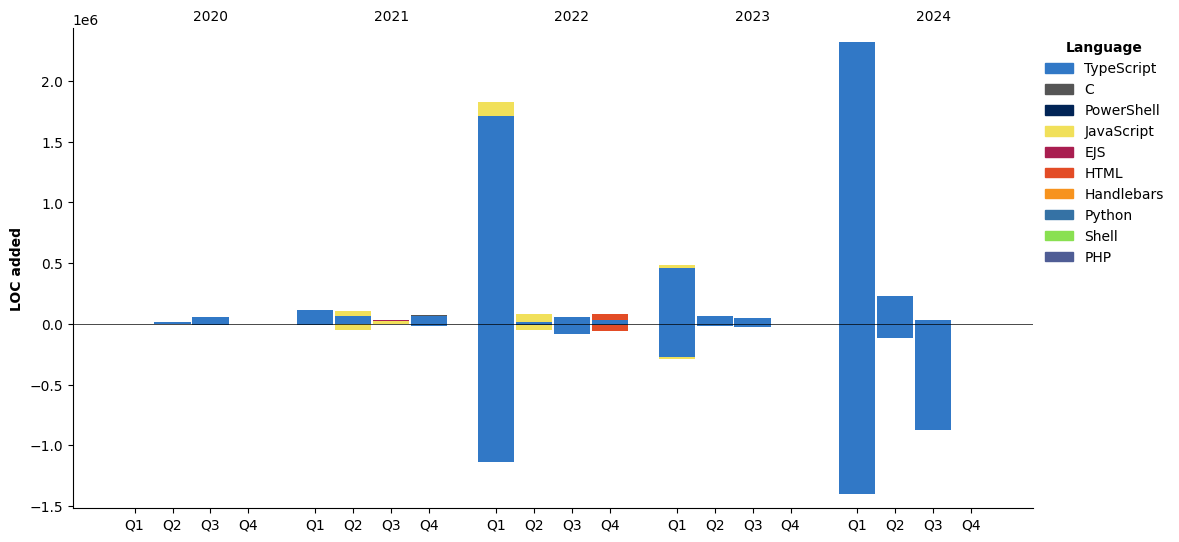 2020 2021 2022 2023 2024
1e6
2.0
1.5
1.0
0.5
0.0
−0.5
−1.0
−1.5
LOC added
Q1 Q2 Q3 Q4 Q1 Q2 Q3 Q4 Q1 Q2 Q3 Q4 Q1 Q2 Q3 Q4 Q1 Q2 Q3 Q4
Language
TypeScript
C
PowerShell
JavaScript
EJS
HTML
Handlebars
Python
Shell
PHP